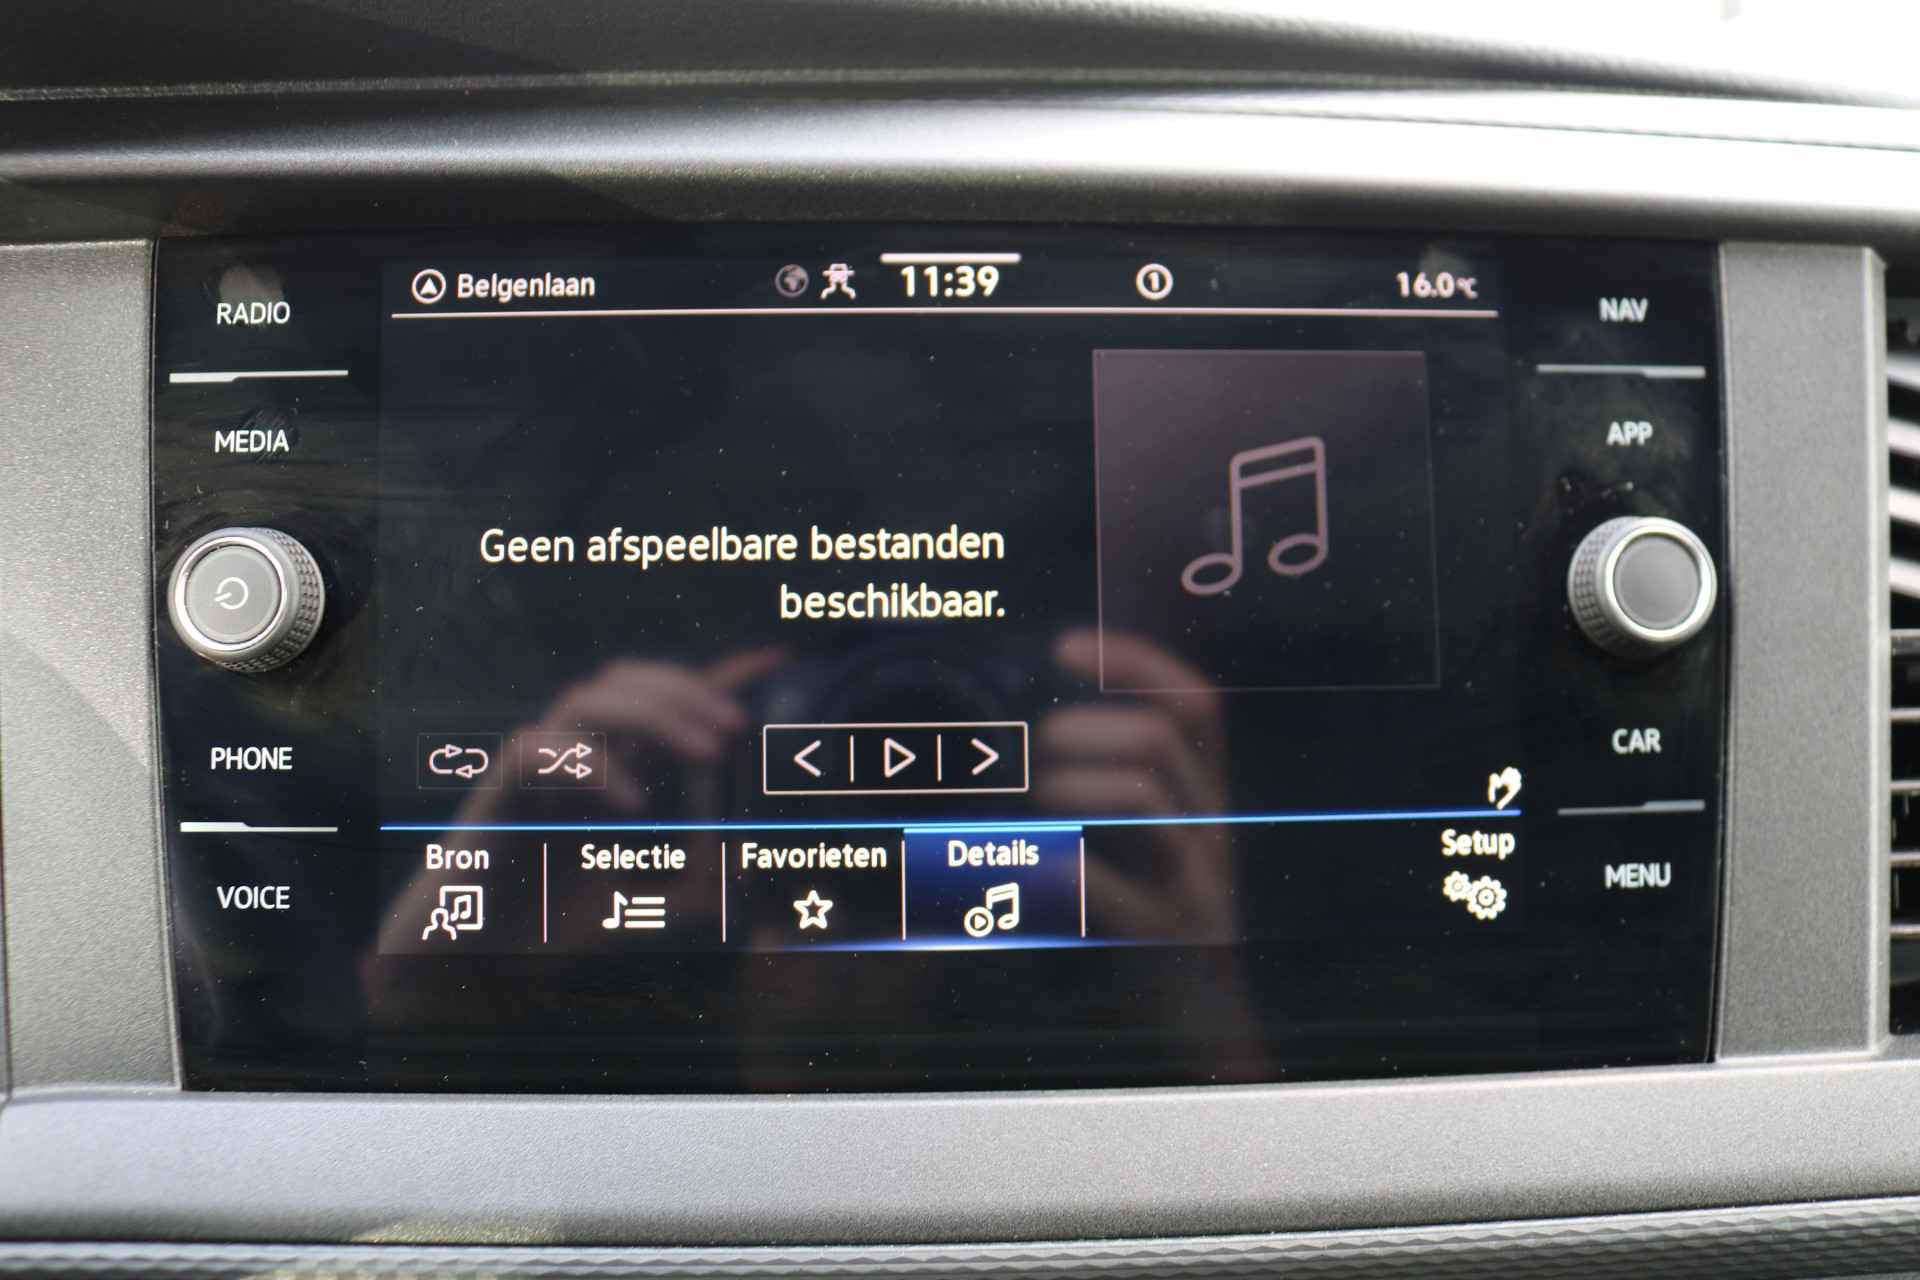 Belgenlaan
11:39
1
16.0°C
RADIO
MEDIA
PHONE
VOICE
NAV
APP
CAR
MENU
Geen afspeelbare bestanden
beschikbaar.
Bron
Selectie
Favorieten
Details
Setup